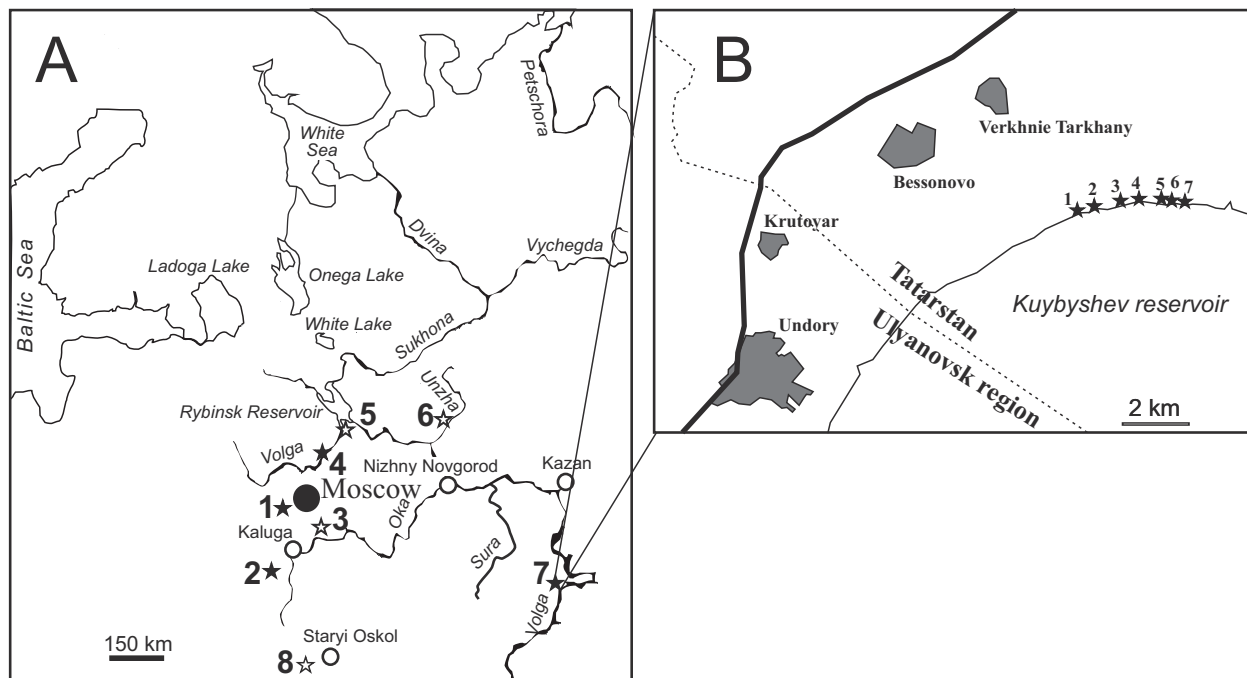 A
Petschora
White
Sea
Dvina
Vychegda
Baltic Sea
Ladoga Lake
Onega Lake
White Lake
Sukhona
Unzha
Rybinsk Reservoir
5
6
Volga
4
Nizhny Novgorod
Kazan
Moscow
1
3
Oka
Kaluga
Sura
2
7
Volga
Staryi Oskol
150 km
8
B
Verkhnie Tarkhany
Bessonovo
1 2 3 4 5 6 7
Krutoyar
Tatarstan
Kuybyshev reservoir
Undory
Ulyanovsk region
2 km